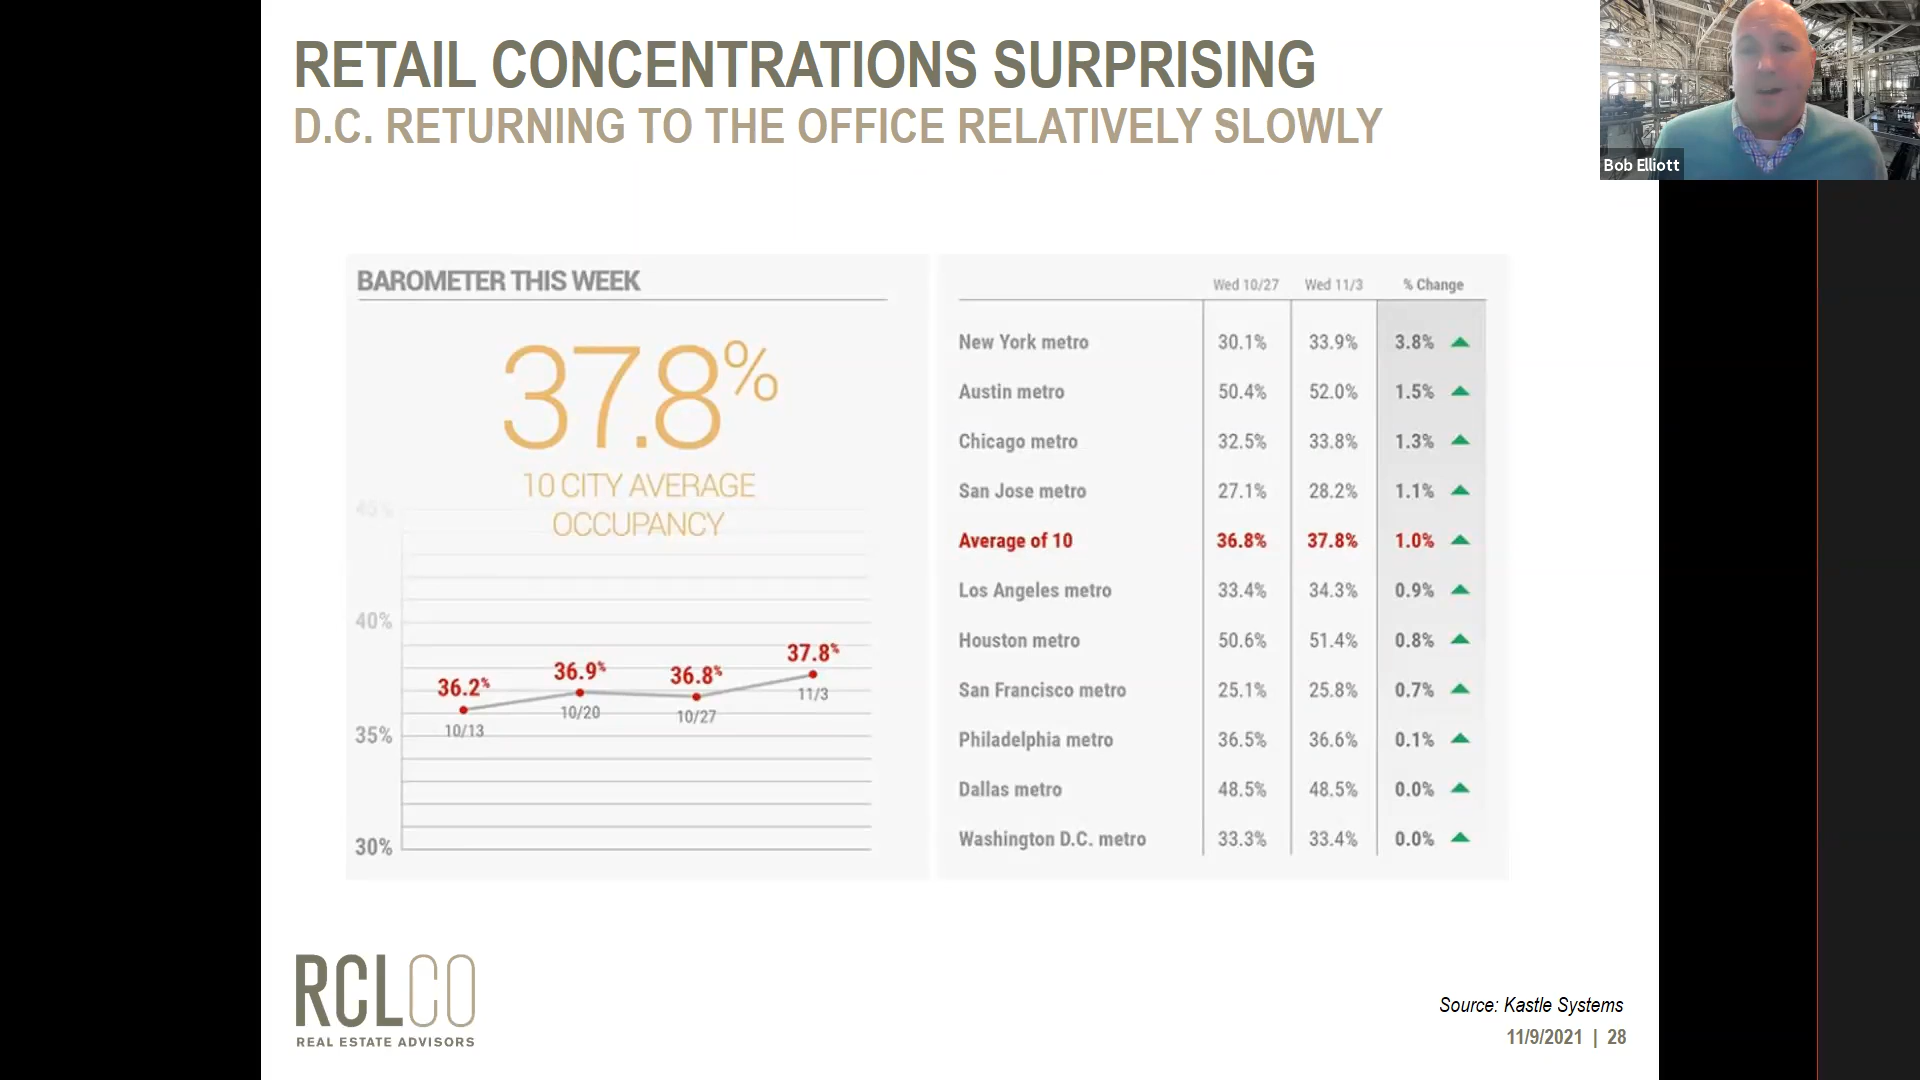 RETAIL CONCENTRATIONS SURPRISING
D.C. RETURNING TO THE OFFICE RELATIVELY SLOWLY
Bob Elliott
BAROMETER THIS WEEK
37.8%
10 CITY AVERAGE
OCCUPANCY
45%
40%
35%
30%
36.2%
10/13
36.9%
10/20
36.8%
10/27
37.8%
11/3
Wed 10/27 Wed 11/3 % Change
New York metro 30.1% 33.9% 3.8%
Austin metro 50.4% 52.0% 1.5%
Chicago metro 32.5% 33.8% 1.3%
San Jose metro 27.1% 28.2% 1.1%
Average of 10 36.8% 37.8% 1.0%
Los Angeles metro 33.4% 34.3% 0.9%
Houston metro 50.6% 51.4% 0.8%
San Francisco metro 25.1% 25.8% 0.7%
Philadelphia metro 36.5% 36.6% 0.1%
Dallas metro 48.5% 48.5% 0.0%
Washington D.C. metro 33.3% 33.4% 0.0%
RCLCO
REAL ESTATE ADVISORS
Source: Kastle Systems
11/9/2021 | 28